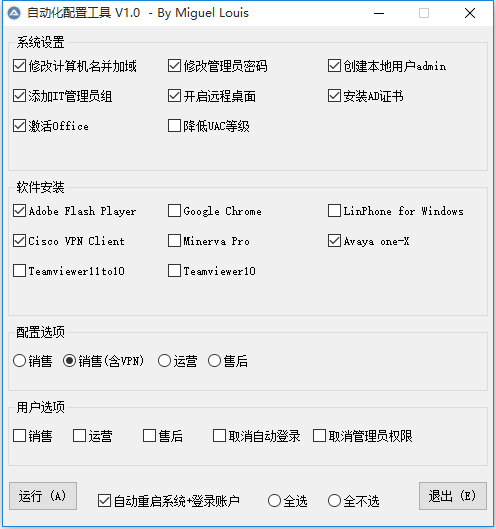 自动化配置工具 V1.0 - By Miguel Louis
系统设置
修改计算机名并加域 修改管理员密码 创建本地用户admin
添加IT管理员组 开启远程桌面 安装AD证书
激活Office 降低UAC等级
软件安装
Adobe Flash Player Google Chrome LinPhone for Windows
Cisco VPN Client Minerva Pro Avaya one-X
Teamviewer11to10 Teamviewer10
配置选项
销售 销售(含VPN) 运营 售后
用户选项
销售 运营 售后 取消自动登录 取消管理员权限
运行 (A) 自动重启系统+登录账户 全选 全不选 退出 (E)